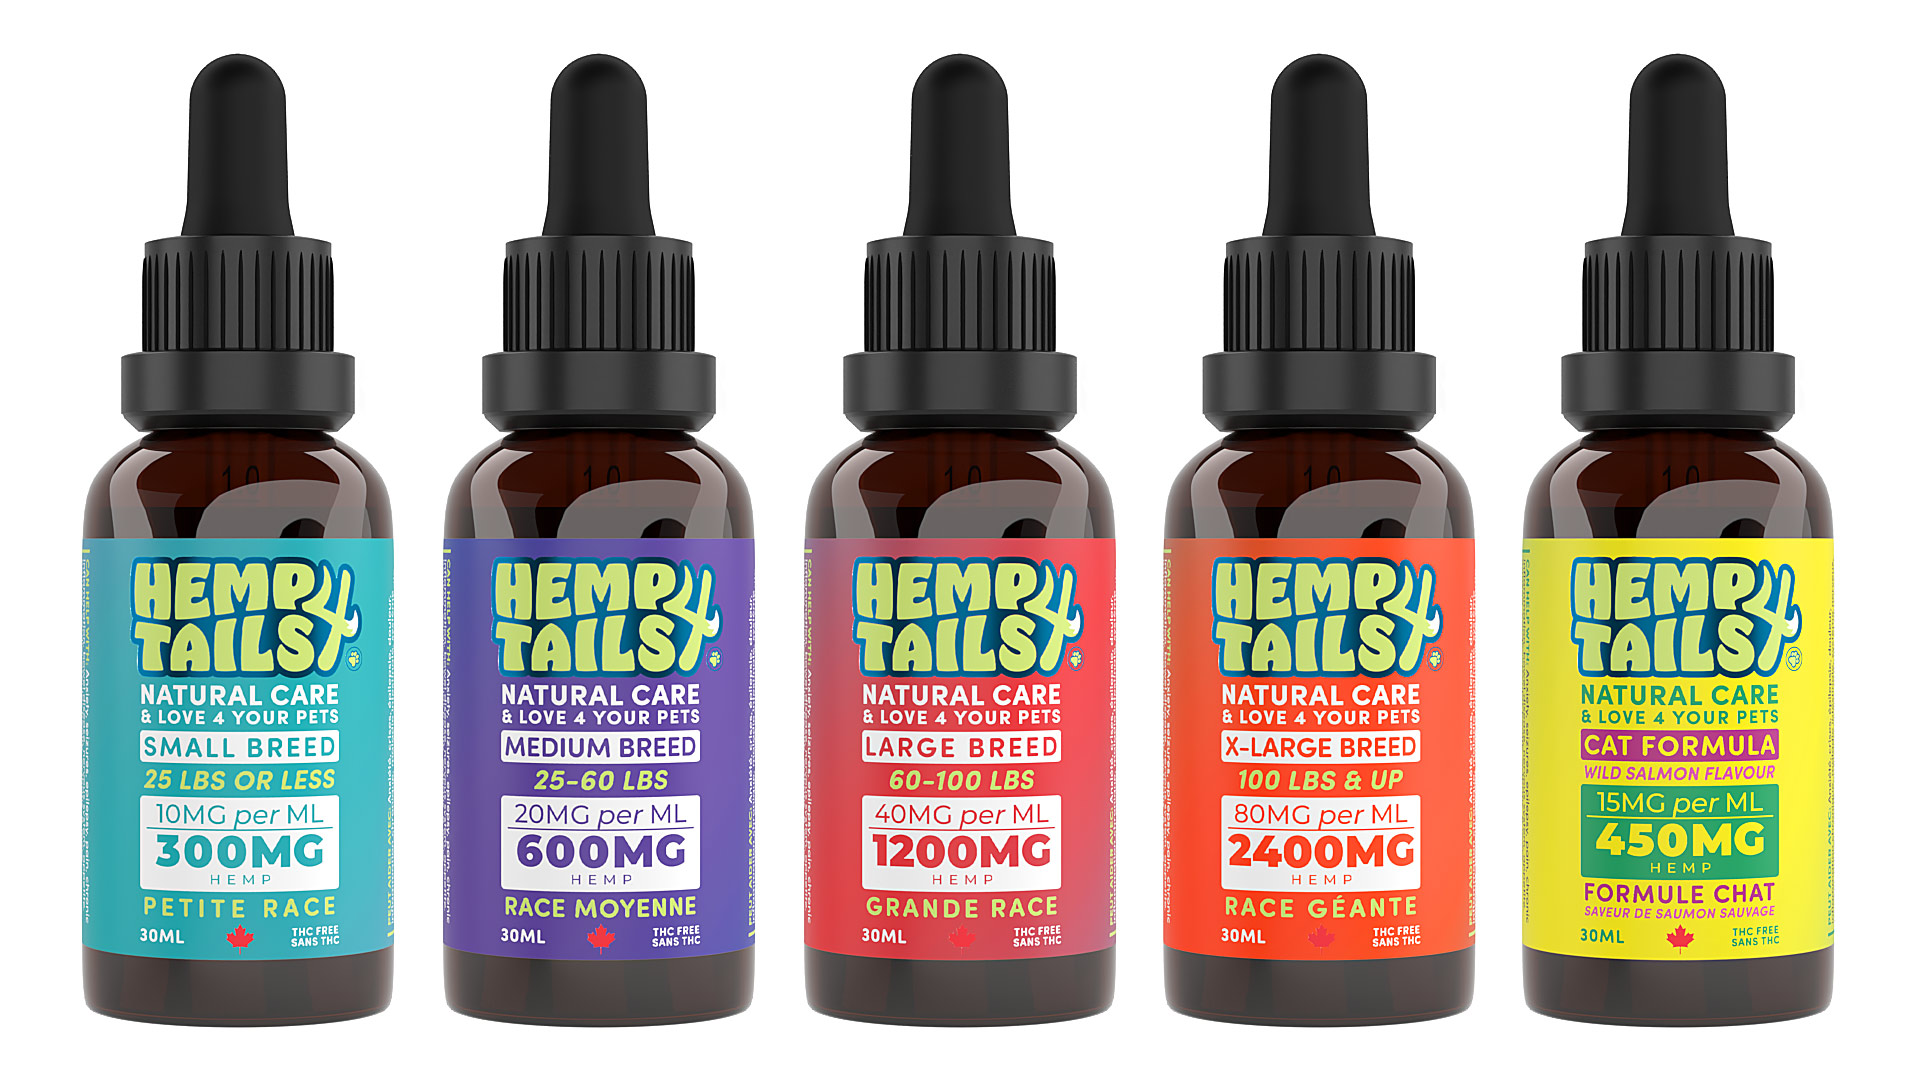 HEMP
4
TAILS
NATURAL CARE
& LOVE 4 YOUR PETS
SMALL BREED
25 LBS OR LESS
10MG per ML
300MG
HEMP
PETITE RACE
30ML
THC FREE
SANS THC
HEMP
4
TAILS
NATURAL CARE
& LOVE 4 YOUR PETS
MEDIUM BREED
25-60 LBS
20MG per ML
600MG
HEMP
RACE MOYENNE
30ML
THC FREE
SANS THC
HEMP
4
TAILS
NATURAL CARE
& LOVE 4 YOUR PETS
LARGE BREED
60-100 LBS
40MG per ML
1200MG
HEMP
GRANDE RACE
30ML
THC FREE
SANS THC
HEMP
4
TAILS
NATURAL CARE
& LOVE 4 YOUR PETS
X-LARGE BREED
100 LBS & UP
80MG per ML
2400MG
HEMP
RACE GÉANTE
30ML
THC FREE
SANS THC
HEMP
4
TAILS
NATURAL CARE
& LOVE 4 YOUR PETS
CAT FORMULA
WILD SALMON FLAVOUR
15MG per ML
450MG
HEMP
FORMULE CHAT
SAVEUR DE SAUMON SAUVAGE
30ML
THC FREE
SANS THC